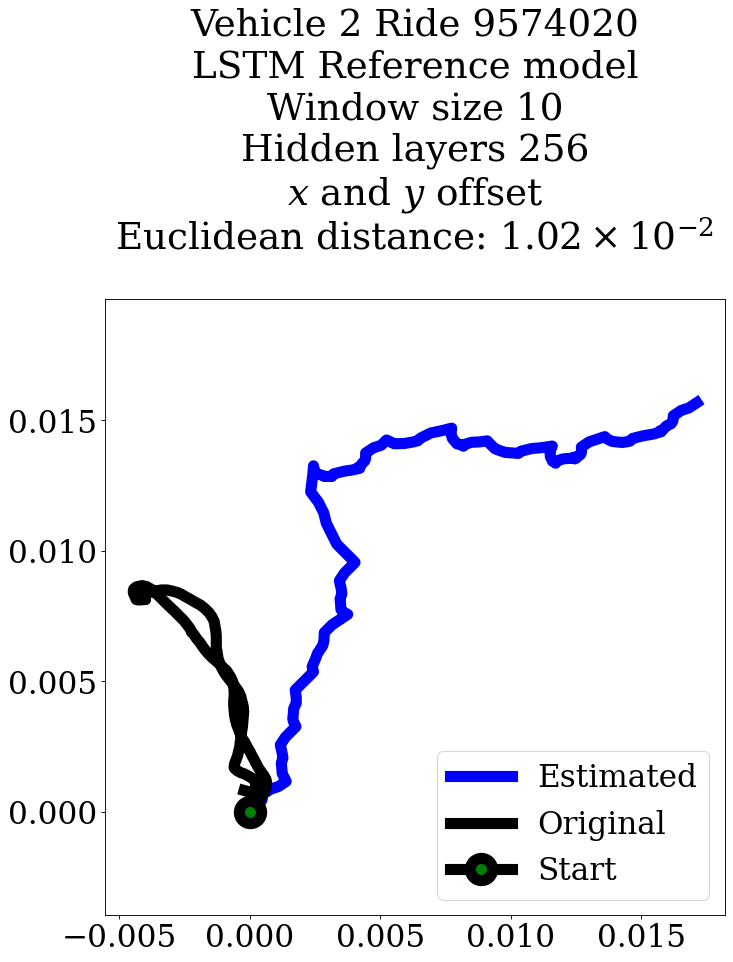 Vehicle 2 Ride 9574020
LSTM Reference model
Window size 10
Hidden layers 256
x and y offset
Euclidean distance: 1.02 × 10⁻²
0.015
0.010
0.005
0.000
Estimated
Original
Start
−0.005 0.000 0.005 0.010 0.015